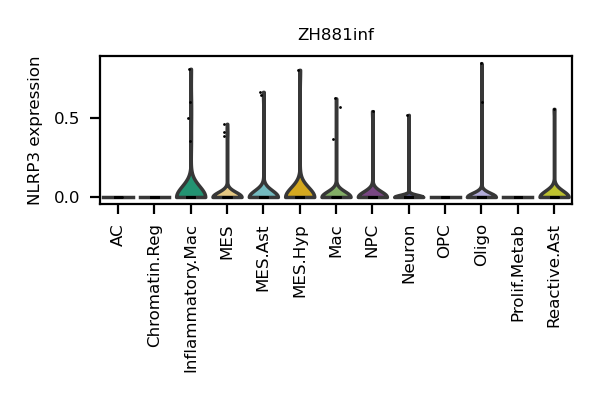 ZH881inf
NLRP3 expression
0.5
0.0
AC
Chromatin.Reg
Inflammatory.Mac
MES
MES.Ast
MES.Hyp
Mac
NPC
Neuron
OPC
Oligo
Prolif.Metab
Reactive.Ast